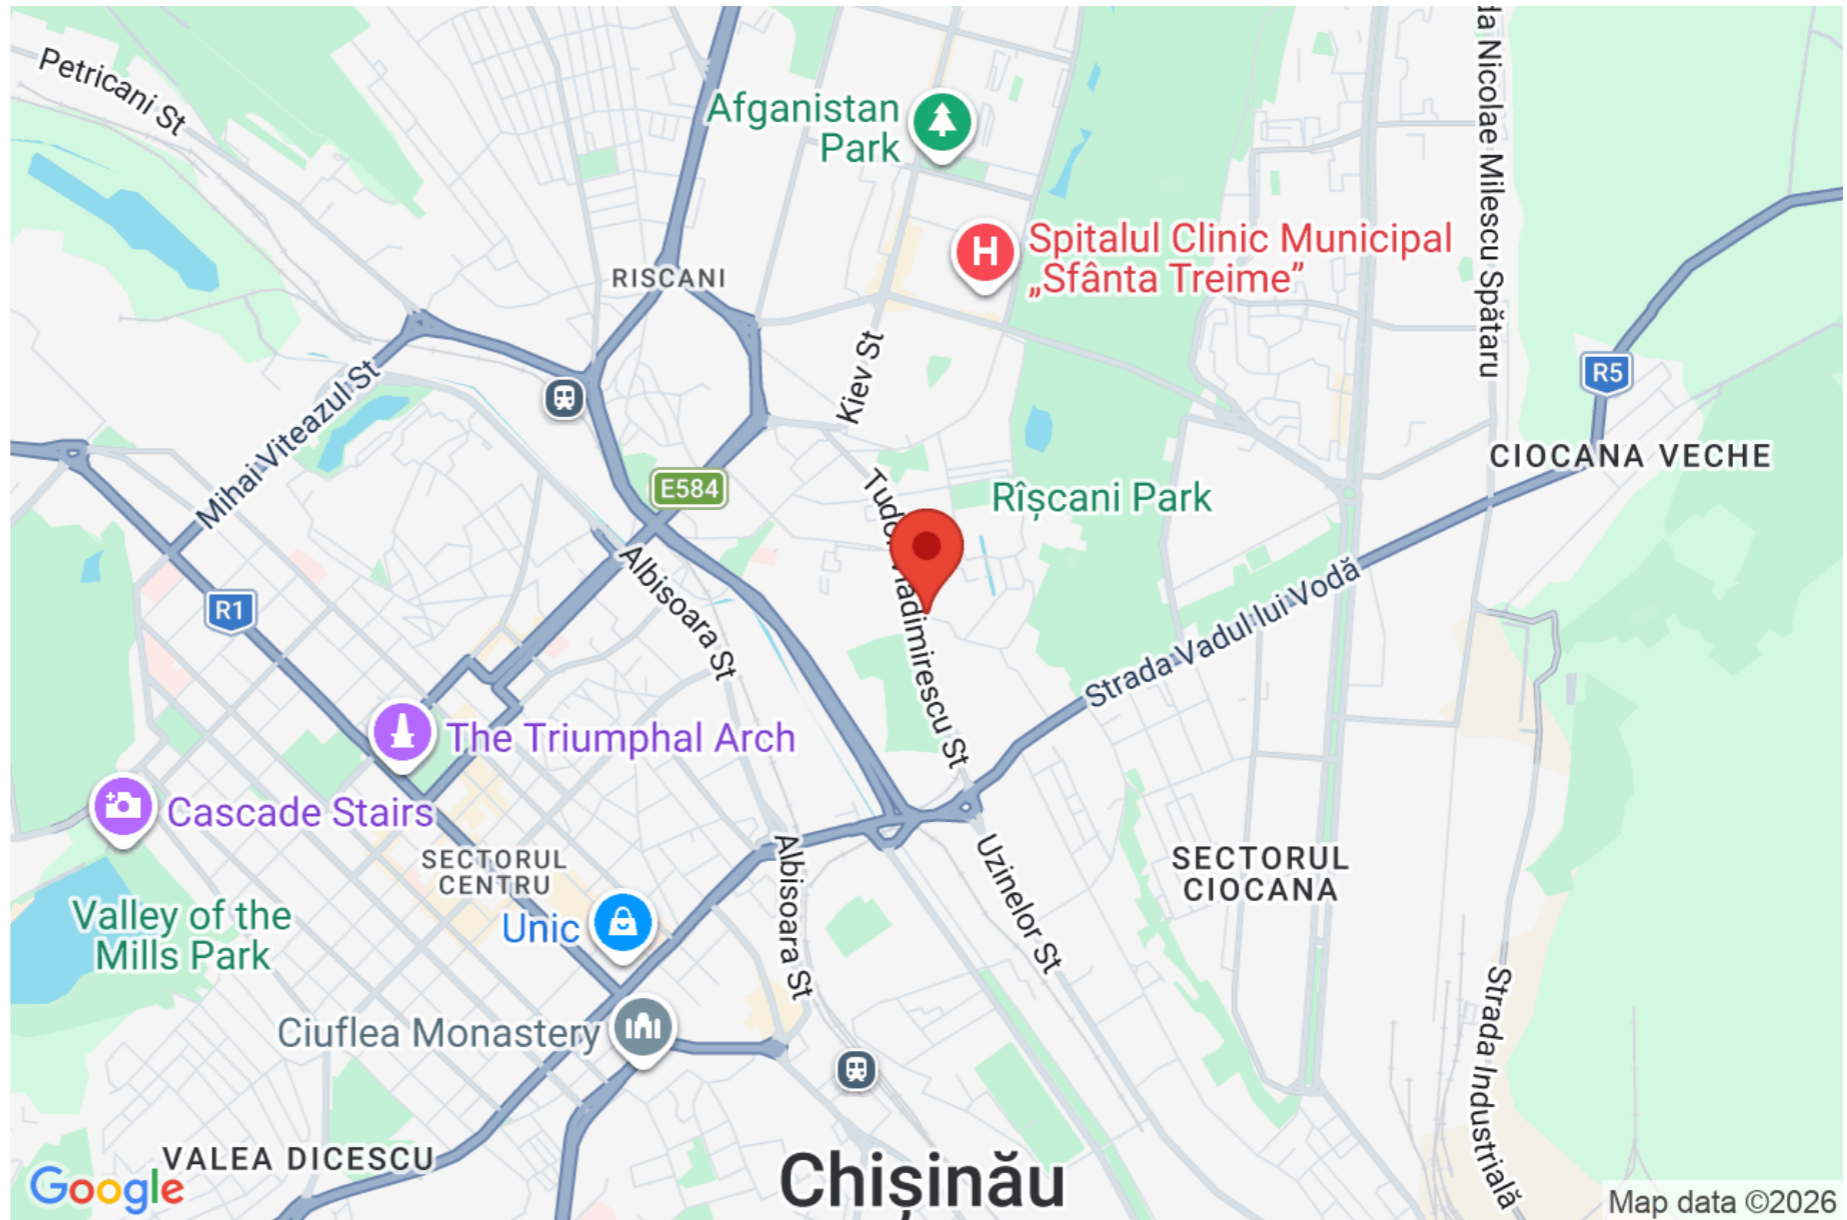 Petricani St
Afganistan
Park
da Nicolae Milescu Spătaru
Spitalul Clinic Municipal
„Sfânta Treime”
H
RISCANI
Kiev St
Mihai Viteazul St
R5
CIOCANA VECHE
E584
Rîșcani Park
Tudor Vladimirescu St
Albisoara St
R1
Strada Vadul lui Vodă
The Triumphal Arch
Cascade Stairs
SECTORUL
CENTRU
Albisoara St
Uzinelor St
SECTORUL
CIOCANA
Valley of the
Mills Park
Unic
Ciuflea Monastery
Strada Industrială
VALEA DICESCU
Chișinău
Google
Map data ©2026